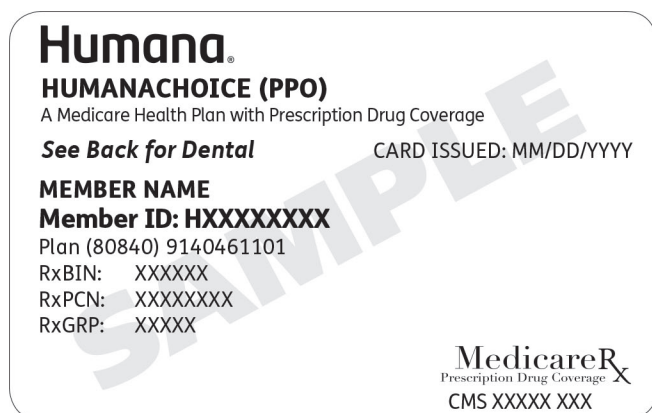 Humana®
HUMANACHOICE (PPO)
A Medicare Health Plan with Prescription Drug Coverage
See Back for Dental CARD ISSUED: MM/DD/YYYY
MEMBER NAME
Member ID: HXXXXXXXX
Plan (80840) 9140461101
RxBIN: XXXXXX
RxPCN: XXXXXXXX
RxGRP: XXXXX
SAMPLE
MedicareRx
Prescription Drug Coverage
CMS XXXXX XXX